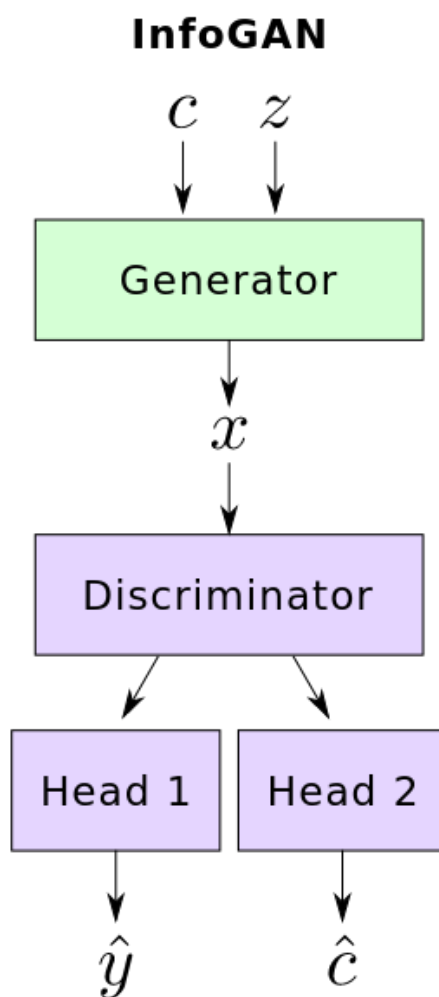 InfoGAN
c z
Generator
x
Discriminator
Head 1 Head 2
ŷ ĉ